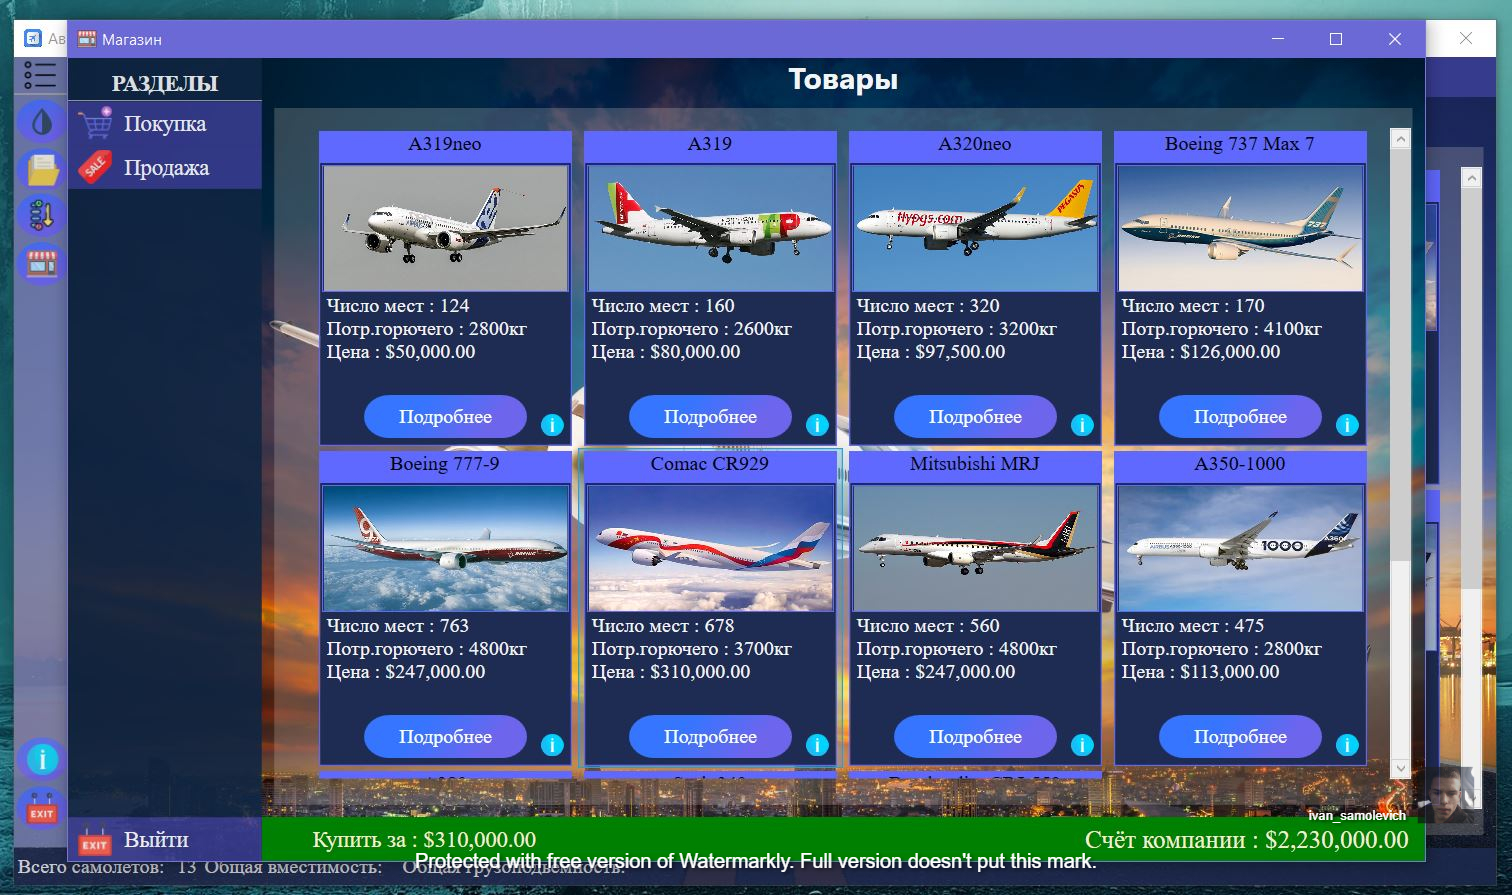 Ав
Магазин
РАЗДЕЛЫ
Покупка
Продажа
Товары
A319neo
A319
A320neo
Boeing 737 Max 7
flypgs.com
PEGASUS
Число мест : 124
Потр.горючего : 2800кг
Цена : $50,000.00
Подробнее
Число мест : 160
Потр.горючего : 2600кг
Цена : $80,000.00
Подробнее
Число мест : 320
Потр.горючего : 3200кг
Цена : $97,500.00
Подробнее
Число мест : 170
Потр.горючего : 4100кг
Цена : $126,000.00
Подробнее
Boeing 777-9
Comac CR929
Mitsubishi MRJ
A350-1000
1000
Число мест : 763
Потр.горючего : 4800кг
Цена : $247,000.00
Подробнее
Число мест : 678
Потр.горючего : 3700кг
Цена : $310,000.00
Подробнее
Число мест : 560
Потр.горючего : 4800кг
Цена : $247,000.00
Подробнее
Число мест : 475
Потр.горючего : 2800кг
Цена : $113,000.00
Подробнее
ivan_samolevich
EXIT
EXIT
Выйти
Купить за : $310,000.00
Счёт компании : $2,230,000.00
Protected with free version of Watermarkly. Full version doesn't put this mark.
Всего самолетов: 13 Общая вместимость: Общая грузоподъемность: